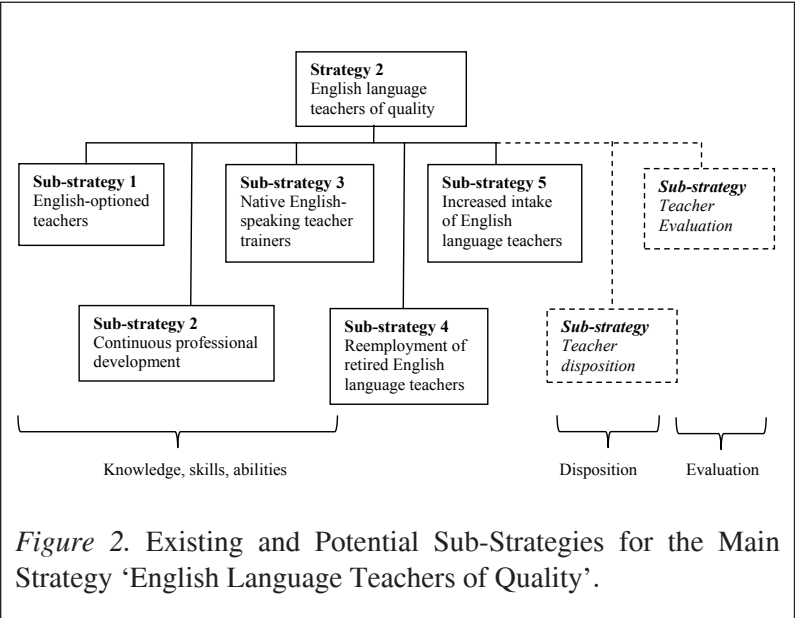 Strategy 2
English language
teachers of quality
Sub-strategy 1
English-optioned
teachers
Sub-strategy 3
Native English-
speaking teacher
trainers
Sub-strategy 5
Increased intake
of English
language teachers
Sub-strategy
Teacher
Evaluation
Sub-strategy 2
Continuous professional
development
Sub-strategy 4
Reemployment of
retired English
language teachers
Sub-strategy
Teacher
disposition
Knowledge, skills, abilities
Disposition
Evaluation
Figure 2. Existing and Potential Sub-Strategies for the Main
Strategy ‘English Language Teachers of Quality’.